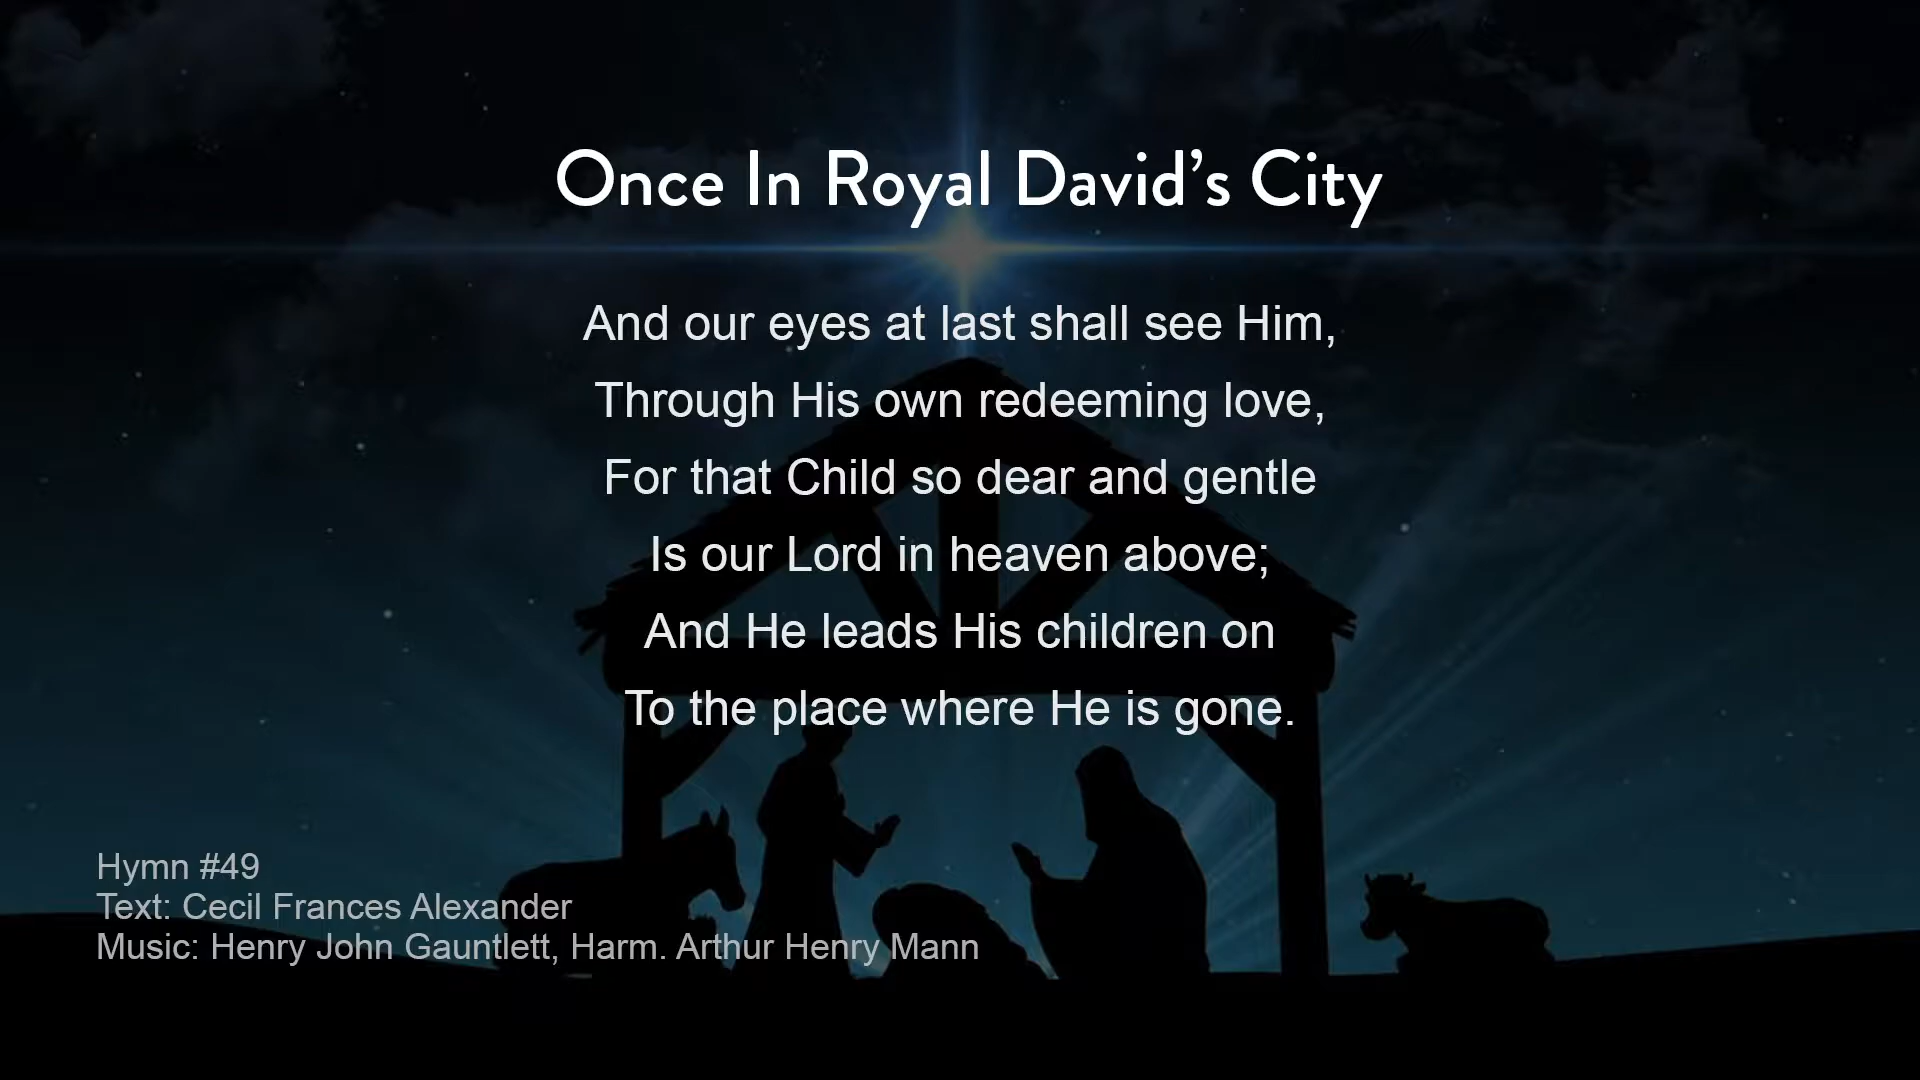 Once In Royal David’s City
And our eyes at last shall see Him,
Through His own redeeming love,
For that Child so dear and gentle
Is our Lord in heaven above;
And He leads His children on
To the place where He is gone.
Hymn #49
Text: Cecil Frances Alexander
Music: Henry John Gauntlett, Harm. Arthur Henry Mann